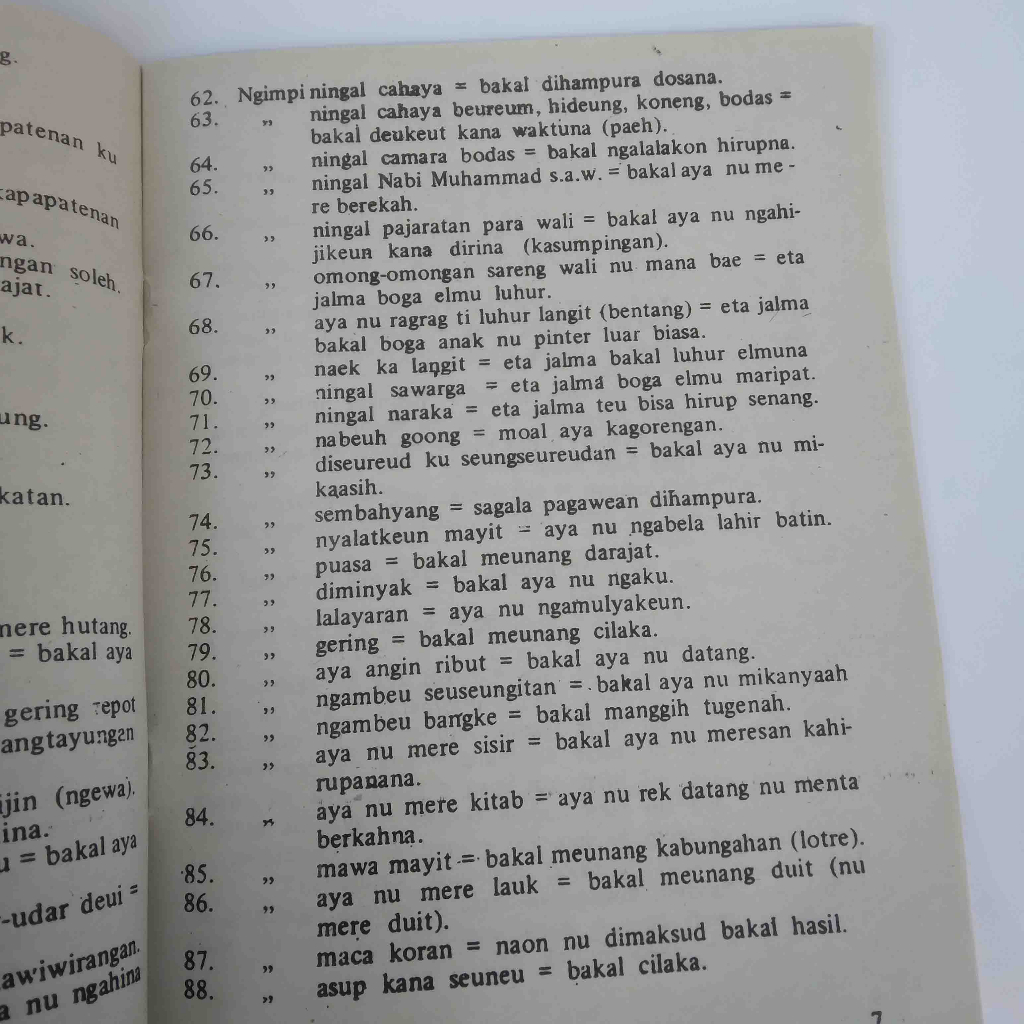 g.
patenan ku
kapapatenan
wa.
ngan soleh.
ajat.
k.
ung.
katan.
mere hutang.
= bakal aya
gering repot
angtayungan
ijin (ngewa).
ina.
u = bakal aya
-udar deui =
awiwirangan.
a nu ngahina
62. Ngimpi ningal cahaya = bakal dihampura dosana.
63. ,, ningal cahaya beureum, hideung, koneng, bodas =
bakal deukeut kana waktuna (paeh).
64. ,, ningal camara bodas = bakal ngalalakon hirupna.
65. ,, ningal Nabi Muhammad s.a.w. = bakal aya nu me -
re berekah.
66. ,, ningal pajaratan para wali = bakal aya nu ngahi-
jikeun kana dirina (kasumpingan).
67. ,, omong-omongan sareng wali nu mana bae = eta
jalma boga elmu luhur.
68. ,, aya nu ragrag ti luhur langit (bentang) = eta jalma
bakal boga anak nu pinter luar biasa.
69. ,, naek ka langit = eta jalma bakal luhur elmuna
70. ,, ningal sawarga = eta jalma boga elmu maripat.
71. ,, ningal naraka = eta jalma teu bisa hirup senang.
72. ,, nabeuh goong = moal aya kagorengan.
73. ,, diseureud ku seungseureudan = bakal aya nu mi-
kaasih.
74. ,, sembahyang = sagala pagawean dihampura.
75. ,, nyalatkeun mayit = aya nu ngabela lahir batin.
76. ,, puasa = bakal meunang darajat.
77. ,, diminyak = bakal aya nu ngaku.
78. ,, lalayaran = aya nu ngamulyakeun.
79. ,, gering = bakal meunang cilaka.
80. ,, aya angin ribut = bakal aya nu datang.
81. ,, ngambeu seuseungitan = bakal aya nu mikanyaah
82. ,, ngambeu bangke = bakal manggih tugenah.
83. ,, aya nu mere sisir = bakal aya nu meresan kahi-
rupanana.
84. ,, aya nu mere kitab = aya nu rek datang nu menta
berkahna.
85. ,, mawa mayit = bakal meunang kabungahan (lotre).
86. ,, aya nu mere lauk = bakal meunang duit (nu
mere duit).
87. ,, maca koran = naon nu dimaksud bakal hasil.
88. ,, asup kana seuneu = bakal cilaka.
7